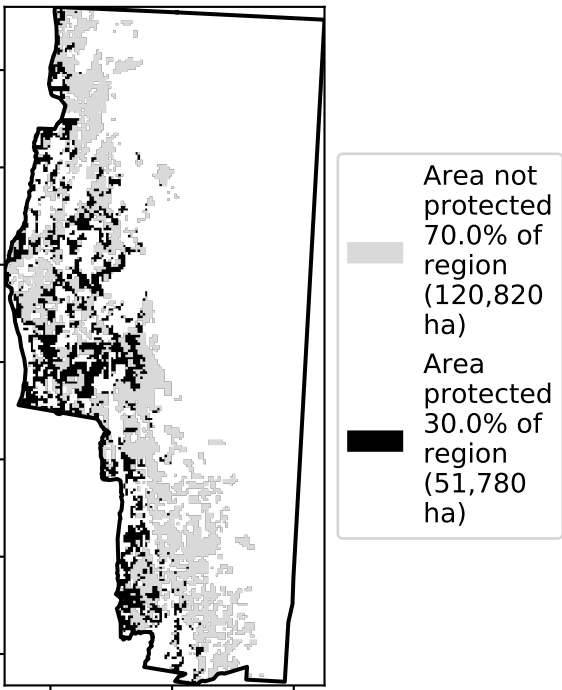 Area not
protected
70.0% of
region
(120,820
ha)
Area
protected
30.0% of
region
(51,780
ha)